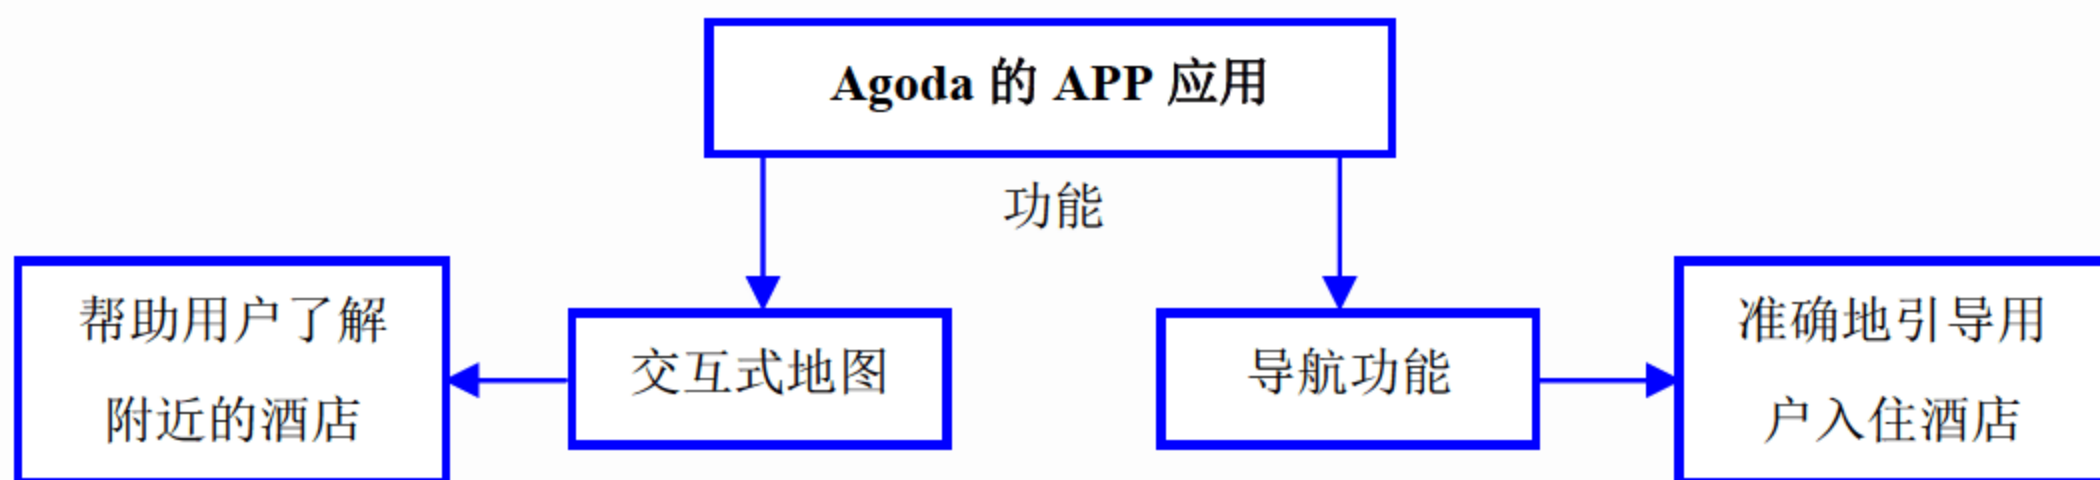 Agoda 的 APP 应用
功能
帮助用户了解
附近的酒店
交互式地图
导航功能
准确地引导用
户入住酒店